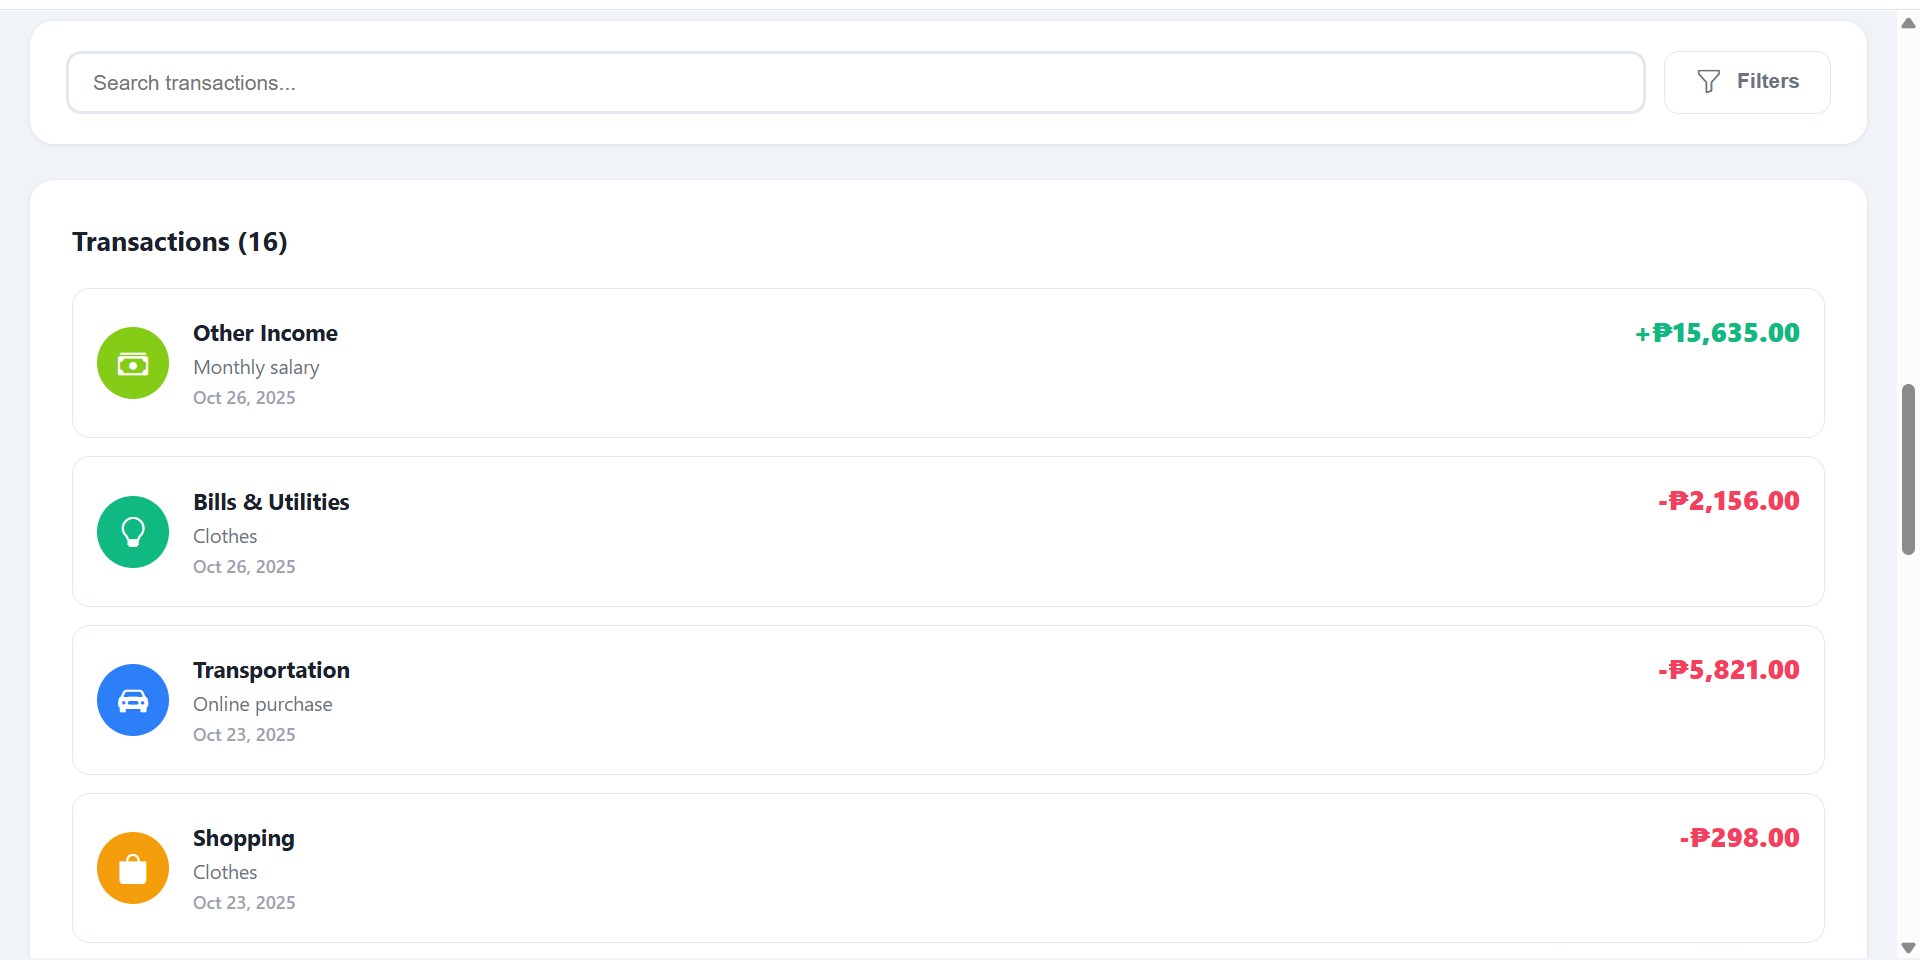 Search transactions...
Filters
Transactions (16)
Other Income
+₱15,635.00
Monthly salary
Oct 26, 2025
Bills & Utilities
-₱2,156.00
Clothes
Oct 26, 2025
Transportation
-₱5,821.00
Online purchase
Oct 23, 2025
Shopping
-₱298.00
Clothes
Oct 23, 2025